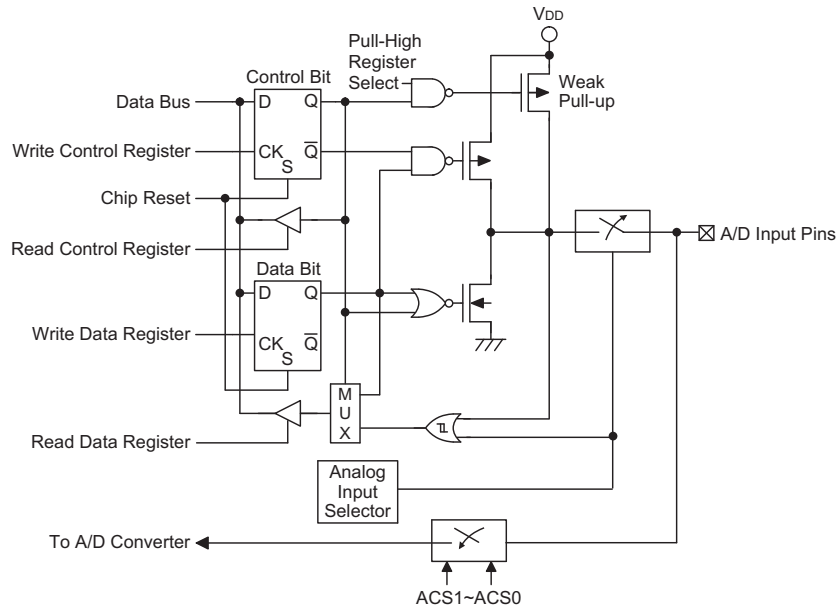 VDD
Pull-High
Register
Select
Weak
Pull-up
Control Bit
Data Bus
D
Q
Write Control Register
CK
Q̅
S
Chip Reset
Read Control Register
A/D Input Pins
Data Bit
D
Q
Write Data Register
CK
Q̅
S
M
U
X
Read Data Register
Analog
Input
Selector
To A/D Converter
ACS1~ACS0